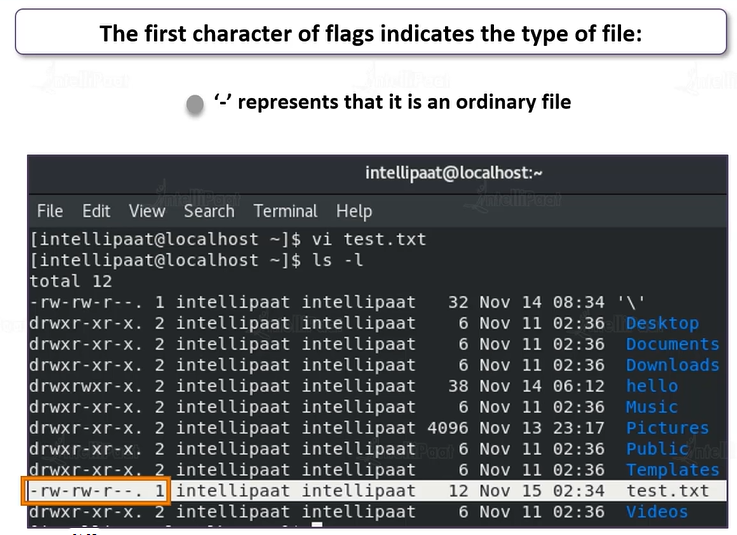 The first character of flags indicates the type of file:
‘-’ represents that it is an ordinary file
intellipaat@localhost:~
File Edit View Search Terminal Help
[intellipaat@localhost ~]$ vi test.txt
[intellipaat@localhost ~]$ ls -l
total 12
-rw-rw-r--. 1 intellipaat intellipaat 32 Nov 14 08:34 '\'
drwxr-xr-x. 2 intellipaat intellipaat 6 Nov 11 02:36 Desktop
drwxr-xr-x. 2 intellipaat intellipaat 6 Nov 11 02:36 Documents
drwxr-xr-x. 2 intellipaat intellipaat 6 Nov 11 02:36 Downloads
drwxrwxr-x. 2 intellipaat intellipaat 38 Nov 14 06:12 hello
drwxr-xr-x. 2 intellipaat intellipaat 6 Nov 11 02:36 Music
drwxr-xr-x. 2 intellipaat intellipaat 4096 Nov 13 23:17 Pictures
drwxr-xr-x. 2 intellipaat intellipaat 6 Nov 11 02:36 Public
drwxr-xr-x. 2 intellipaat intellipaat 6 Nov 11 02:36 Templates
-rw-rw-r--. 1 intellipaat intellipaat 12 Nov 15 02:34 test.txt
drwxr-xr-x. 2 intellipaat intellipaat 6 Nov 11 02:36 Videos